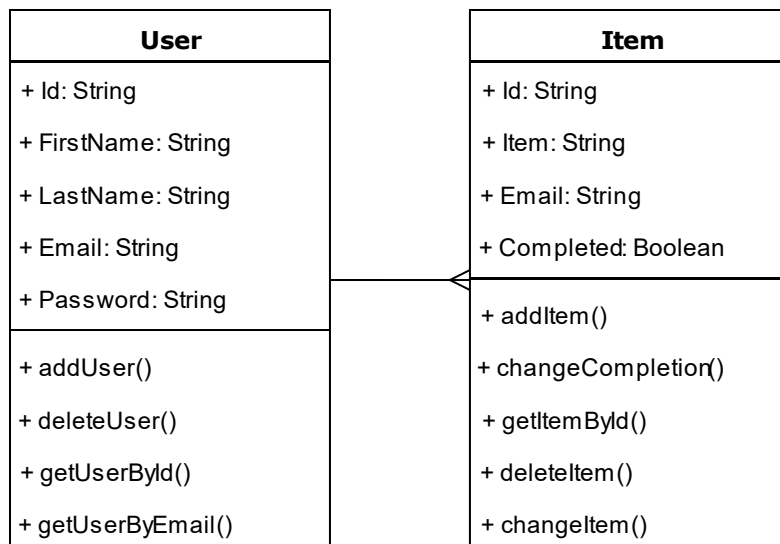 User
+ Id: String
+ FirstName: String
+ LastName: String
+ Email: String
+ Password: String
+ addUser()
+ deleteUser()
+ getUserById()
+ getUserByEmail()
Item
+ Id: String
+ Item: String
+ Email: String
+ Completed: Boolean
+ addItem()
+ changeCompletion()
+ getItemById()
+ deleteItem()
+ changeItem()